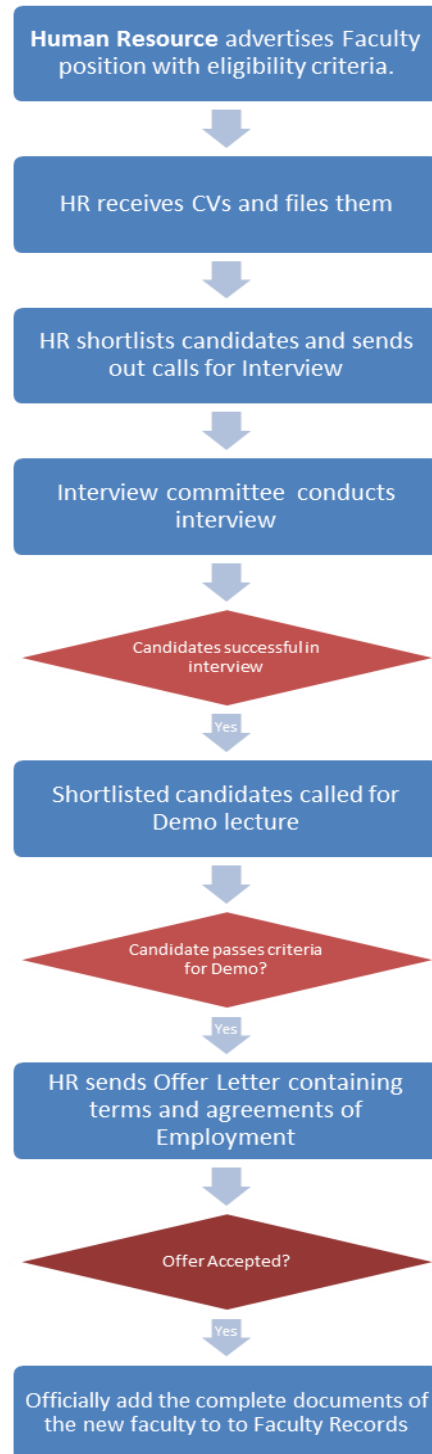 Human Resource advertises Faculty
position with eligibility criteria.
HR receives CVs and files them
HR shortlists candidates and sends
out calls for Interview
Interview committee conducts
interview
Candidates successful in
interview
Yes
Shortlisted candidates called for
Demo lecture
Candidate passes criteria
for Demo?
Yes
HR sends Offer Letter containing
terms and agreements of
Employment
Offer Accepted?
Yes
Officially add the complete documents of
the new faculty to to Faculty Records